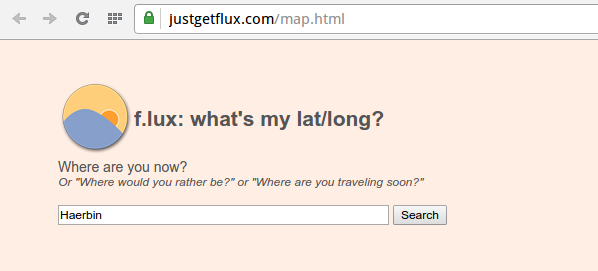 justgetflux.com/map.html
f.lux: what's my lat/long?
Where are you now?
Or "Where would you rather be?" or "Where are you traveling soon?"
Haerbin Search